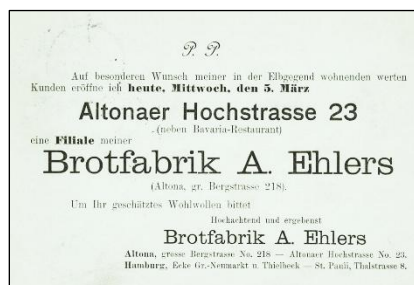 P. P.
Auf besonderen Wunsch meiner in der Elbgegend wohnenden werten
Kunden eröffne ich heute, Mittwoch, den 5. März
Altonaer Hochstrasse 23
(neben Bavaria-Restaurant)
eine Filiale meiner
Brotfabrik A. Ehlers
(Altona, gr. Bergstrasse 218).
Um Ihr geschätztes Wohlwollen bittet
Hochachtend und ergebenst
Brotfabrik A. Ehlers
Altona, grosse Bergstrasse No. 218 — Altonaer Hochstrasse No. 23.
Hamburg, Ecke Gr.-Neumarkt u. Thielbeck — St. Pauli, Thalstrasse 8.